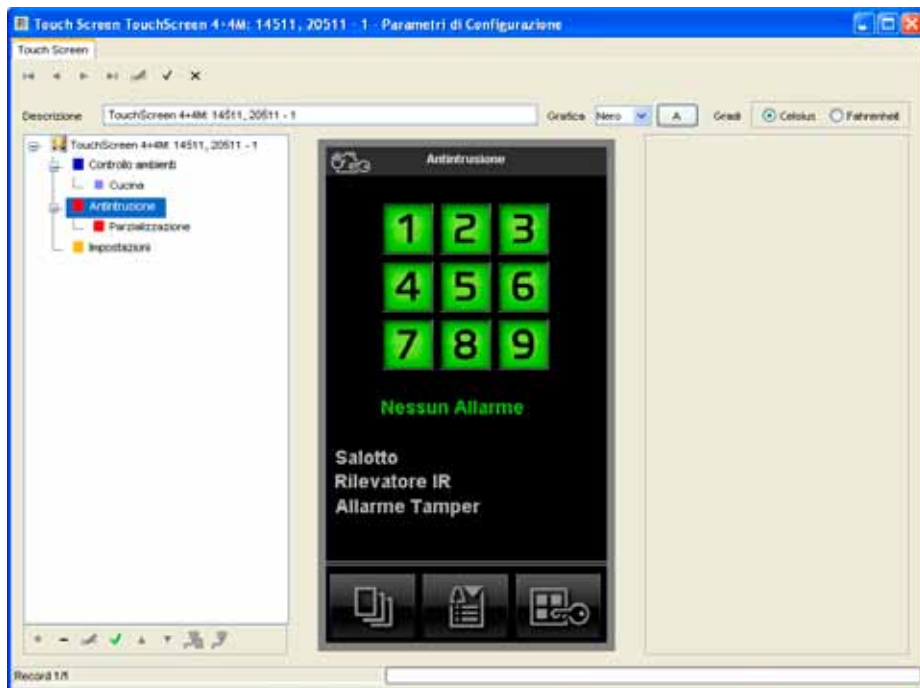 Touch Screen TouchScreen 4+4M: 14511, 20511 - 1 - Parametri di Configurazione
Touch Screen
Descrizione TouchScreen 4+4M: 14511, 20511 - 1 Grafica Nero A Gradi Celsius Fahrenheit
TouchScreen 4+4M: 14511, 20511 - 1
Controllo ambienti
Cucina
Antintrusione
Parzializzazione
Impostazioni
Antintrusione
1 2 3
4 5 6
7 8 9
Nessun Allarme
Salotto
Rilevatore IR
Allarme Tamper
Record 1/1